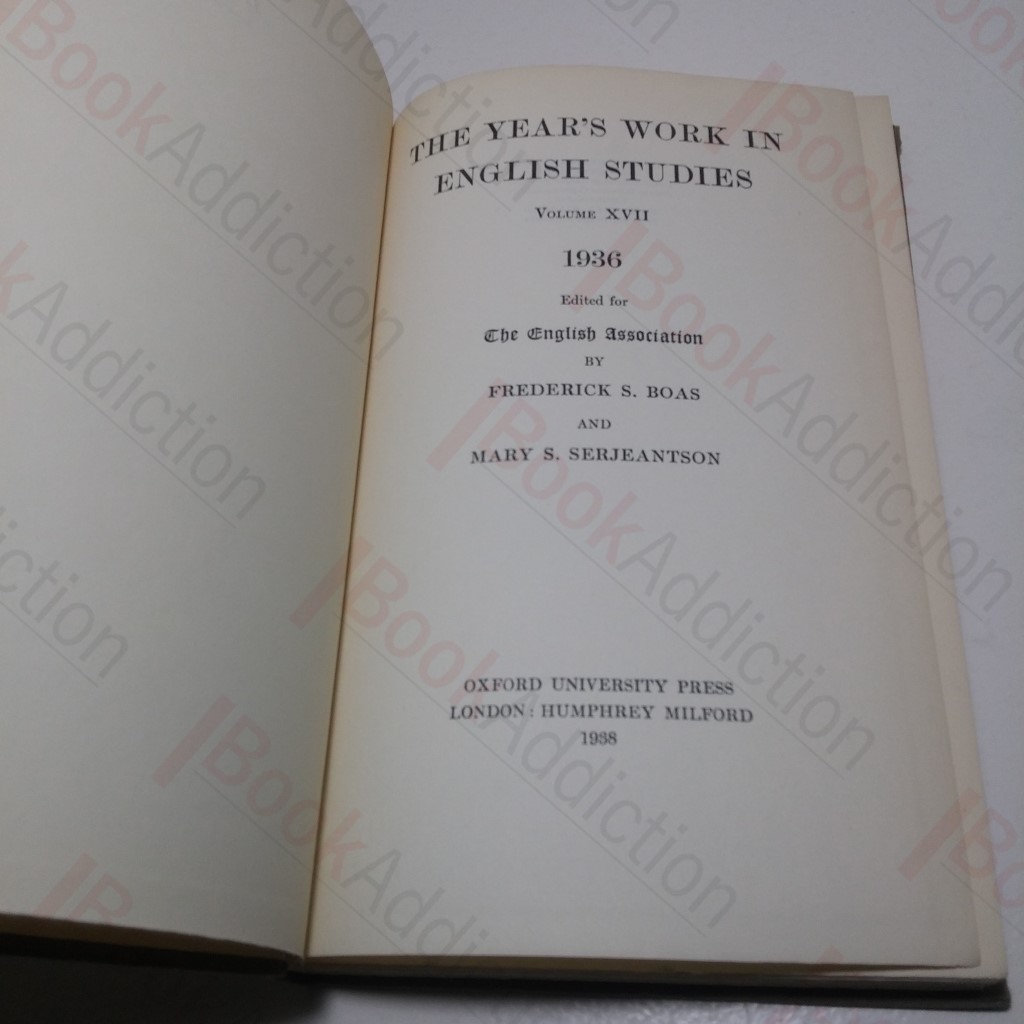 THE YEAR'S WORK IN
ENGLISH STUDIES
VOLUME XVII
1936
Edited for
The English Association
BY
FREDERICK S. BOAS
AND
MARY S. SERJEANTSON
OXFORD UNIVERSITY PRESS
LONDON: HUMPHREY MILFORD
1938
BookAddiction